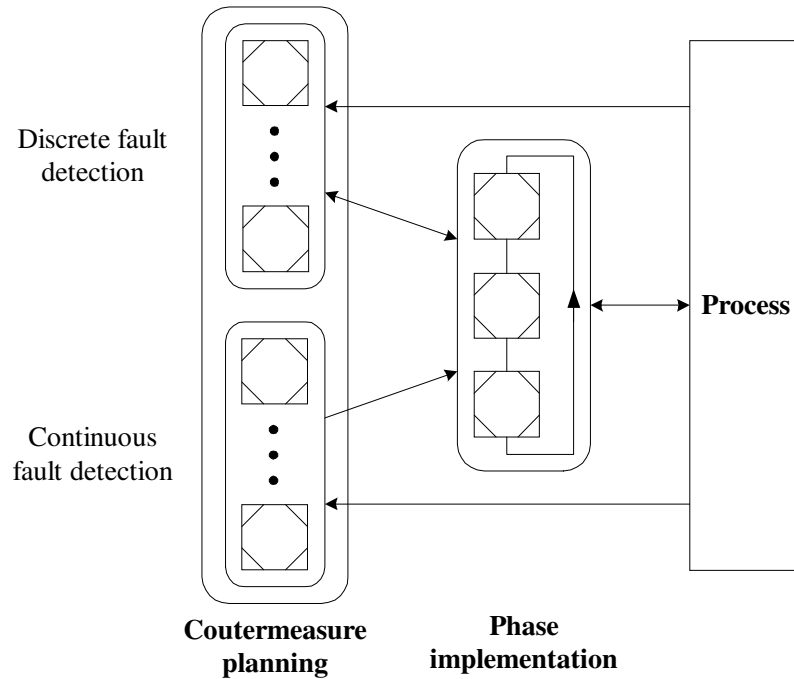 Discrete fault
detection
Process
Continuous
fault detection
Coutermeasure
planning
Phase
implementation